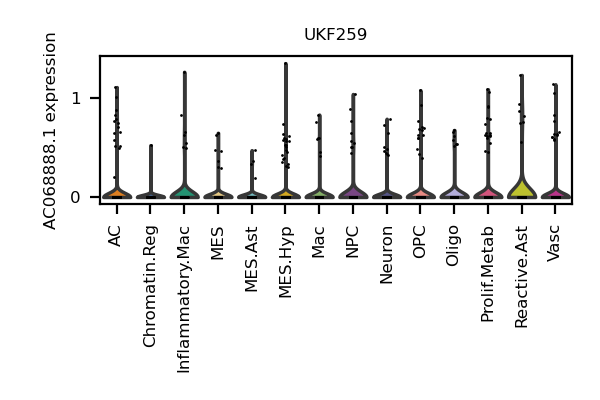 UKF259
AC068888.1 expression
1
0
AC
Chromatin.Reg
Inflammatory.Mac
MES
MES.Ast
MES.Hyp
Mac
NPC
Neuron
OPC
Oligo
Prolif.Metab
Reactive.Ast
Vasc